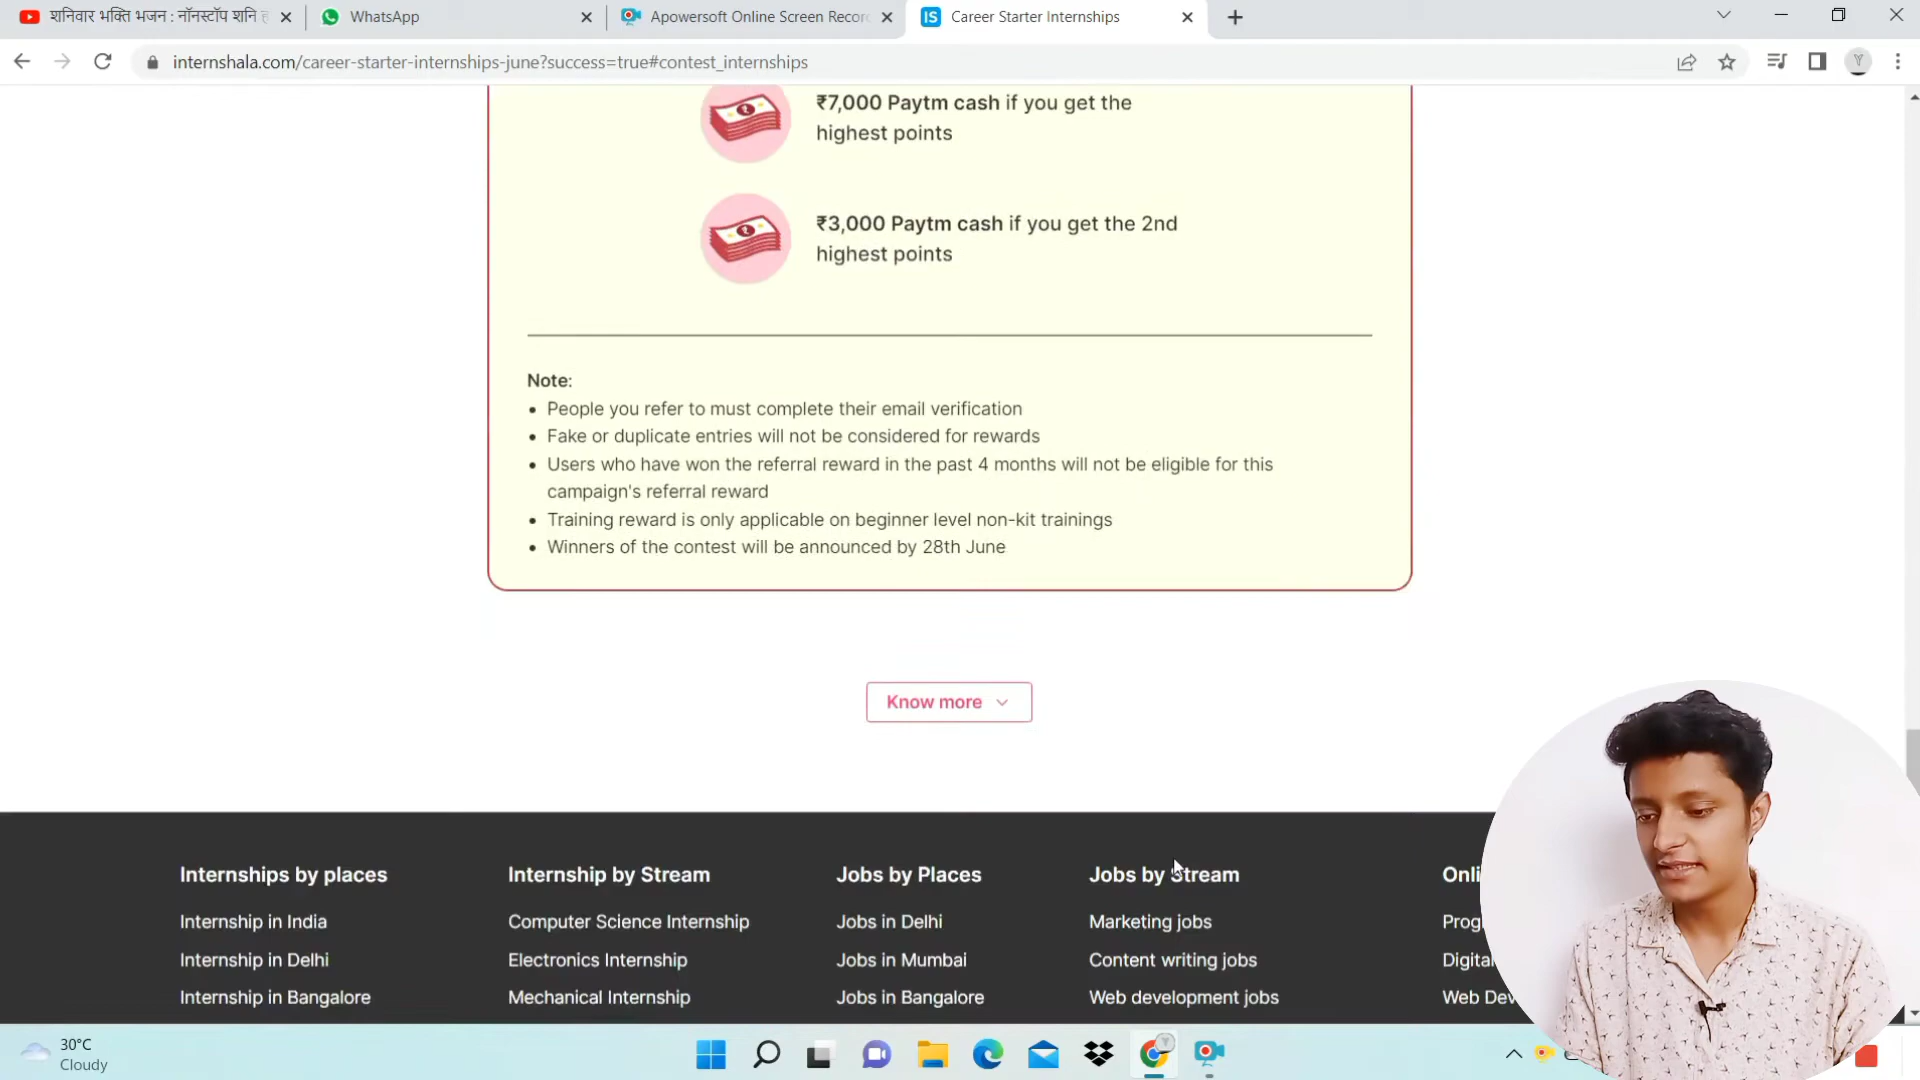 शनिवार भक्ति भजन : नॉनस्टॉप शनि ह
WhatsApp
Apowersoft Online Screen Recor
IS Career Starter Internships
internshala.com/career-starter-internships-june?success=true#contest_internships
₹7,000 Paytm cash if you get the
highest points
₹3,000 Paytm cash if you get the 2nd
highest points
Note:
• People you refer to must complete their email verification
• Fake or duplicate entries will not be considered for rewards
• Users who have won the referral reward in the past 4 months will not be eligible for this
campaign's referral reward
• Training reward is only applicable on beginner level non-kit trainings
• Winners of the contest will be announced by 28th June
Know more
Internships by places
Internship in India
Internship in Delhi
Internship in Bangalore
Internship by Stream
Computer Science Internship
Electronics Internship
Mechanical Internship
Jobs by Places
Jobs in Delhi
Jobs in Mumbai
Jobs in Bangalore
Jobs by Stream
Marketing jobs
Content writing jobs
Web development jobs
Onli
Prog
Digital
Web Dev
30°C
Cloudy